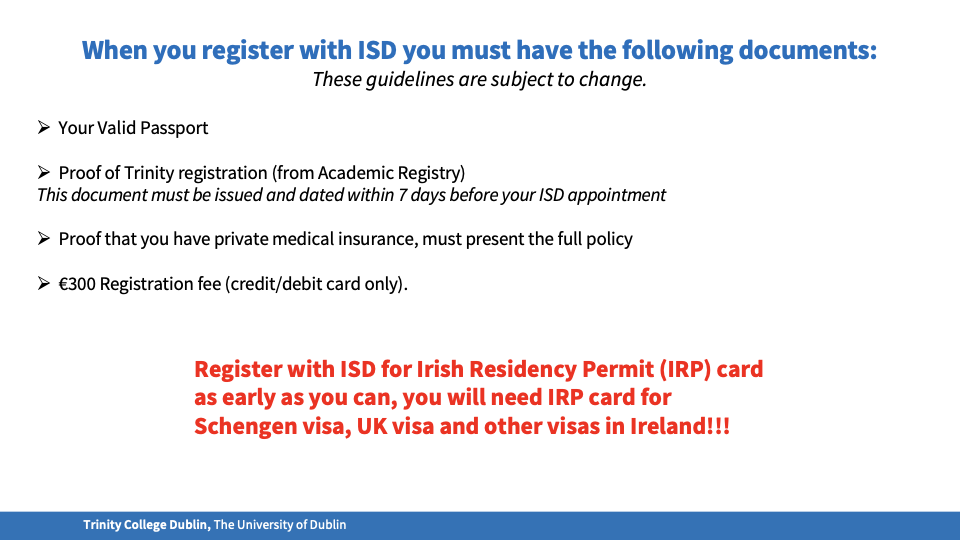 When you register with ISD you must have the following documents:
These guidelines are subject to change.
➢ Your Valid Passport
➢ Proof of Trinity registration (from Academic Registry)
This document must be issued and dated within 7 days before your ISD appointment
➢ Proof that you have private medical insurance, must present the full policy
➢ €300 Registration fee (credit/debit card only).
Register with ISD for Irish Residency Permit (IRP) card
as early as you can, you will need IRP card for
Schengen visa, UK visa and other visas in Ireland!!!
Trinity College Dublin, The University of Dublin